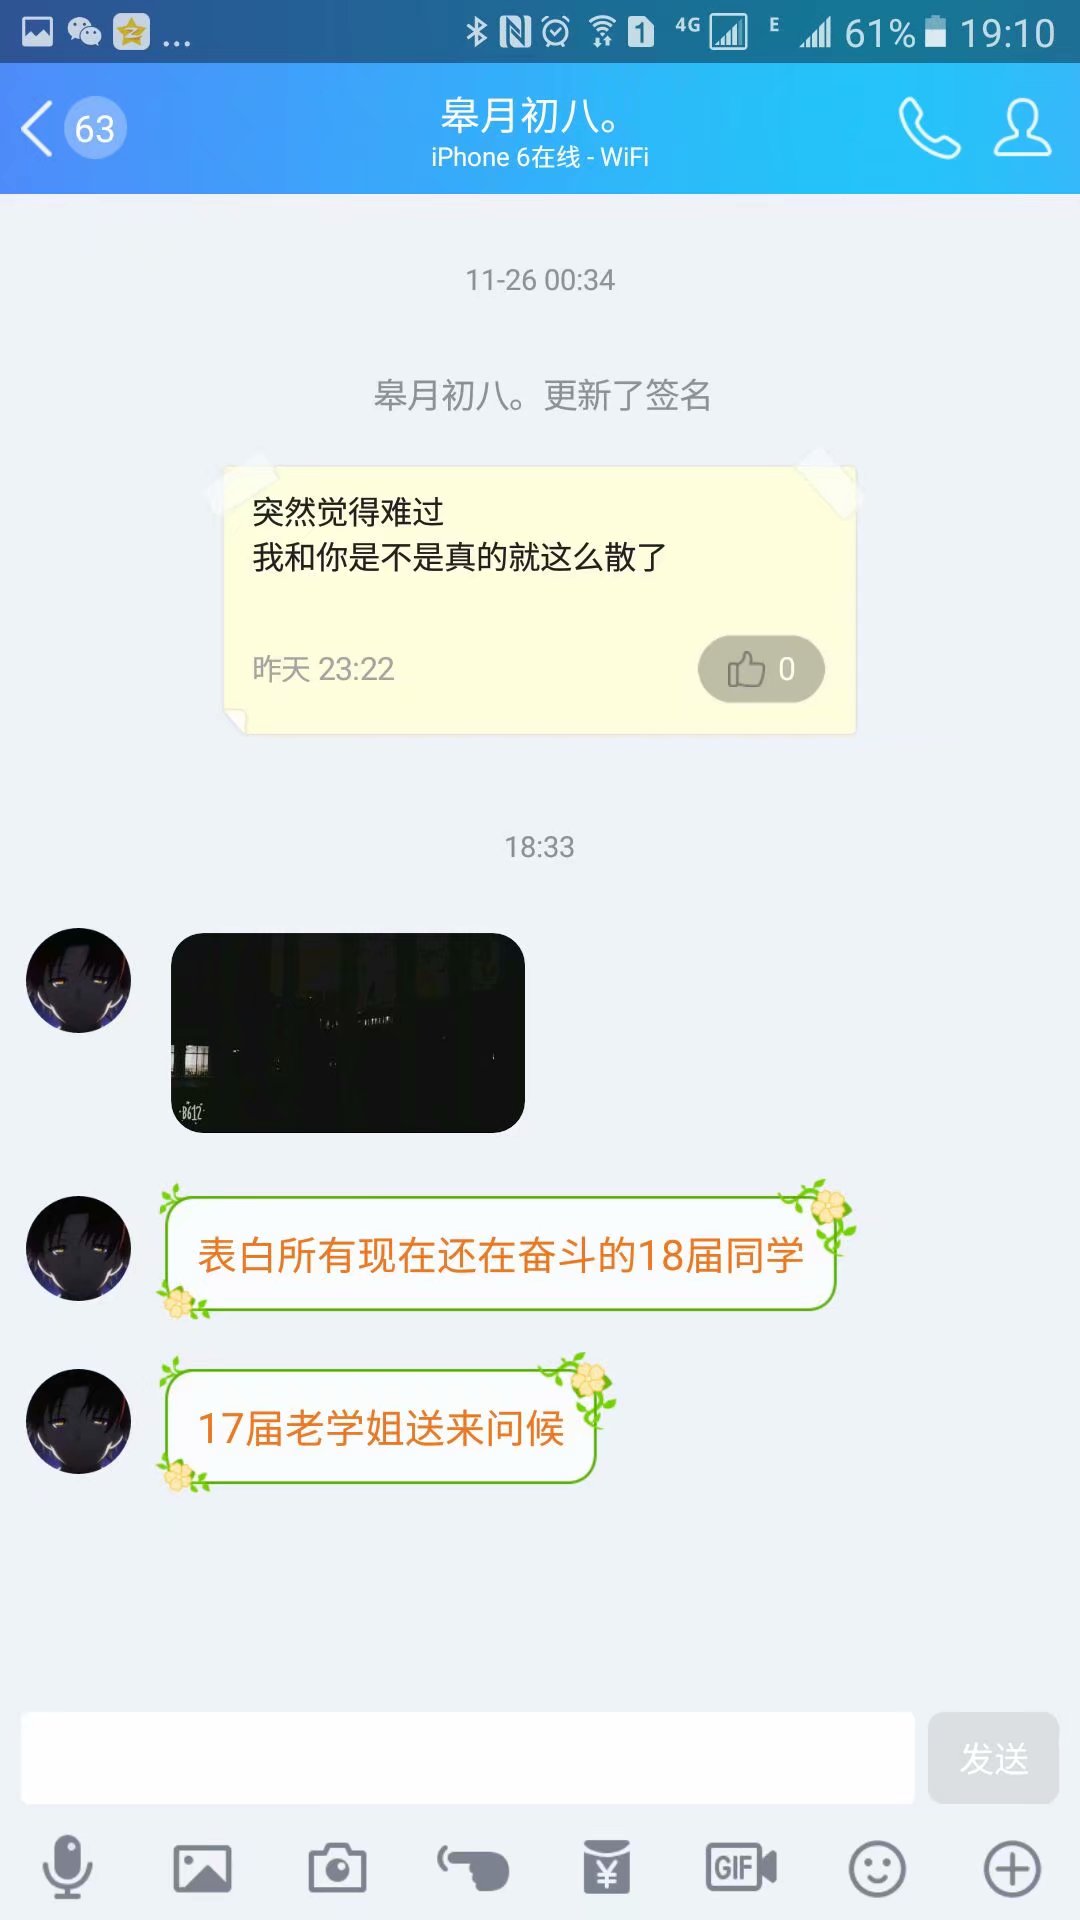 ... 1 4G E 61% 19:10
63
皋月初八。
iPhone 6在线 - WiFi
11-26 00:34
皋月初八。更新了签名
突然觉得难过
我和你是不是真的就这么散了
昨天 23:22
0
18:33
B612
表白所有现在还在奋斗的18届同学
17届老学姐送来问候
发送
GIF